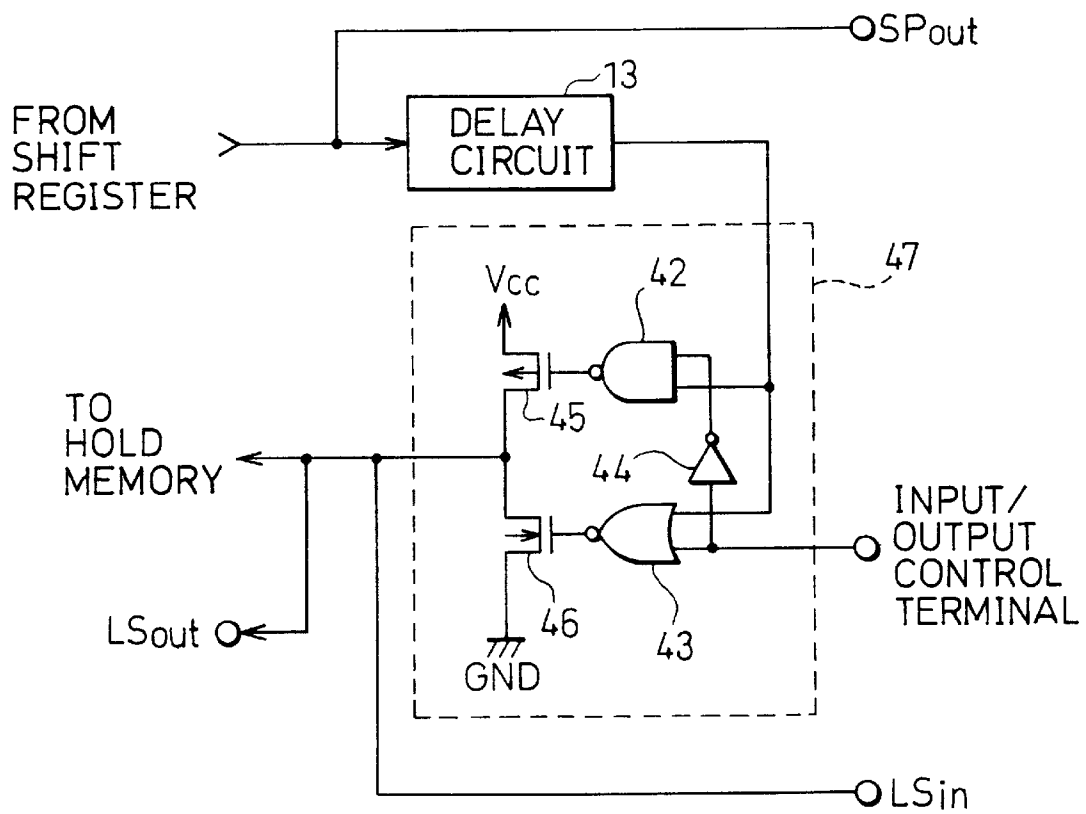 SPout
13
FROM
SHIFT
REGISTER
DELAY
CIRCUIT
47
Vcc
42
45
TO
HOLD
MEMORY
44
INPUT/
OUTPUT
CONTROL
TERMINAL
LSout
46
43
GND
LSin